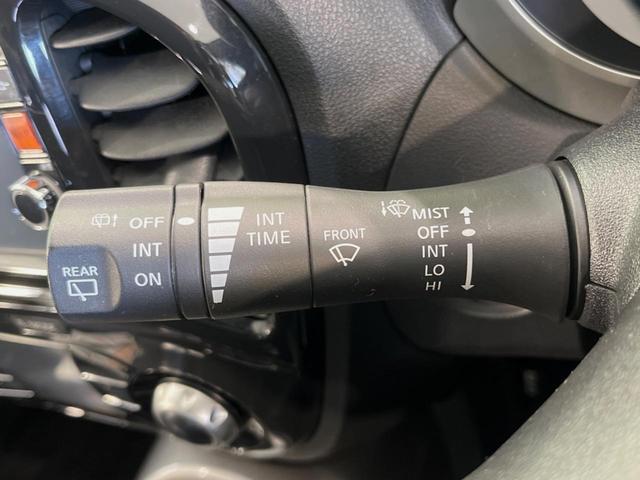 OFF
INT
ON
REAR
INT
TIME
FRONT
MIST
OFF
INT
LO
HI